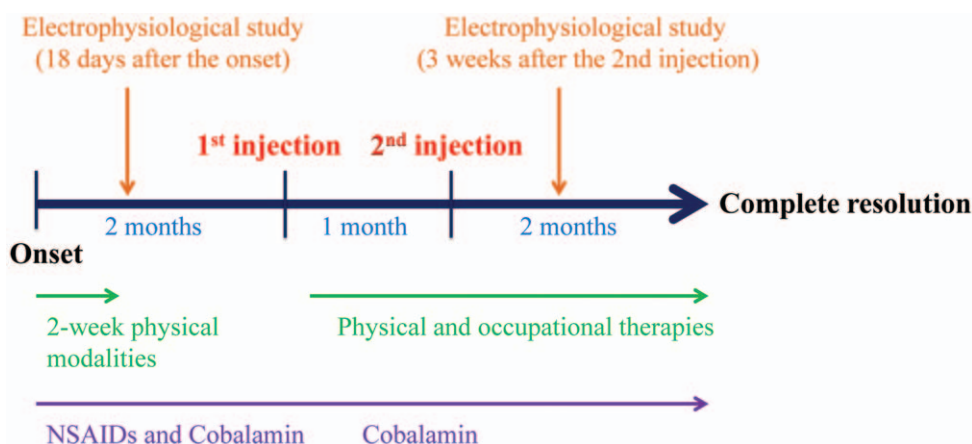 Electrophysiological study
(18 days after the onset)
Electrophysiological study
(3 weeks after the 2nd injection)
1st injection
2nd injection
Complete resolution
2 months
1 month
2 months
Onset
2-week physical
modalities
Physical and occupational therapies
NSAIDs and Cobalamin
Cobalamin